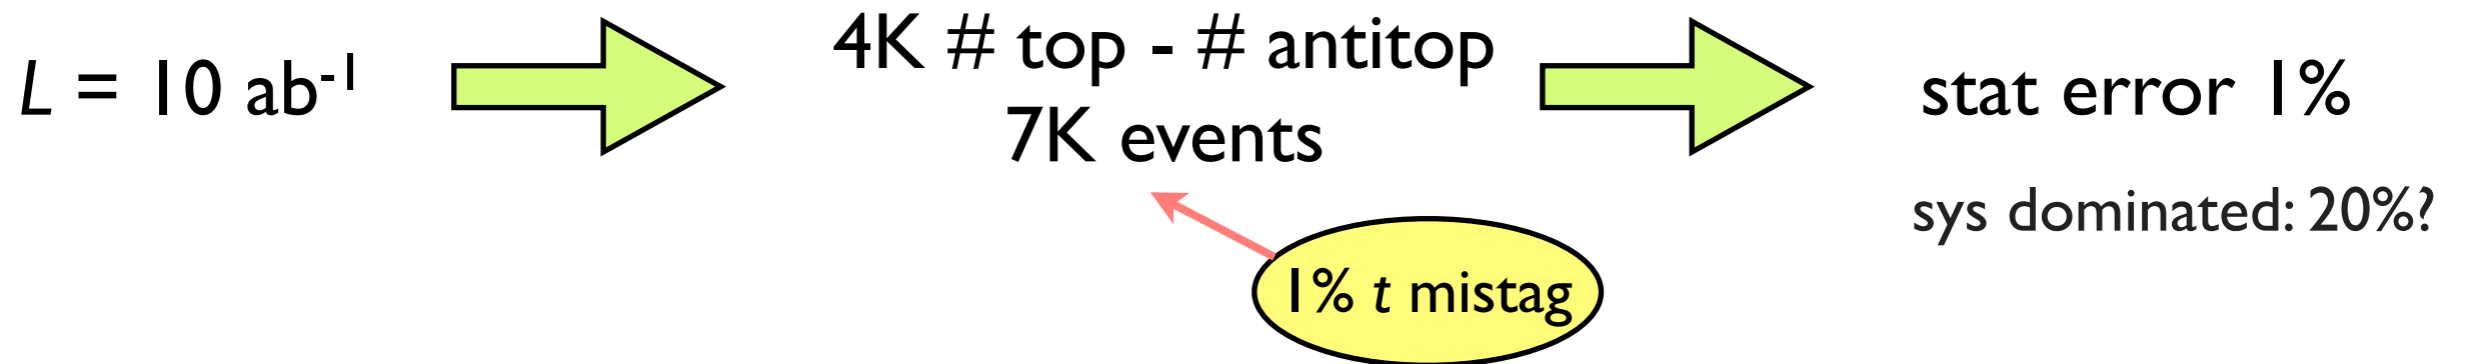 L = 10 ab⁻¹
4K # top - # antitop
7K events
stat error 1%
sys dominated: 20%?
1% t mistag